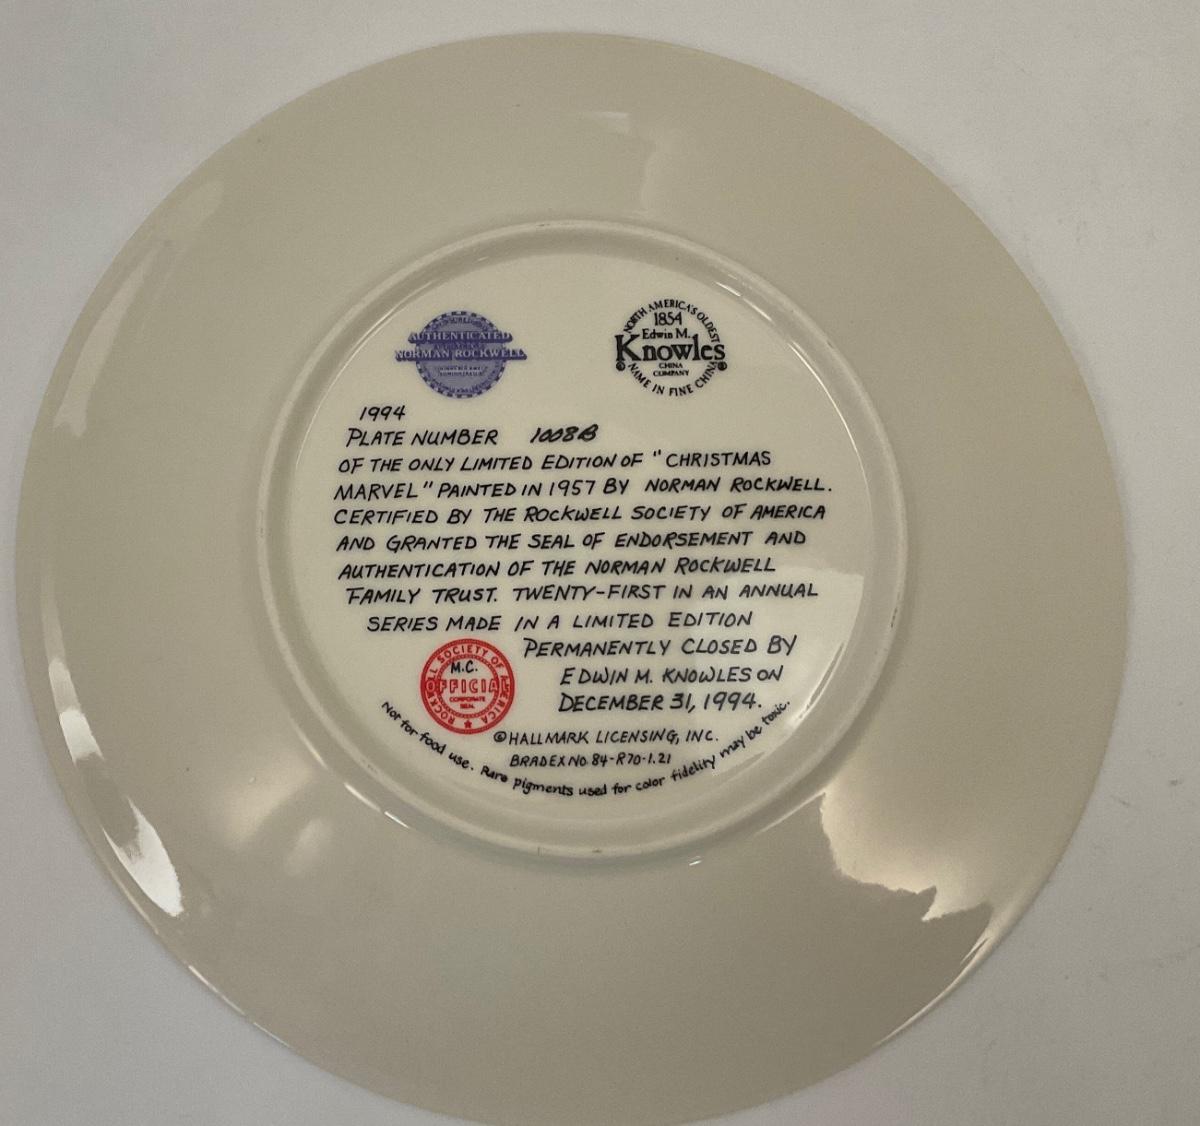 AUTHENTICATED
NORMAN ROCKWELL
NORTH AMERICA'S OLDEST
1854
Edwin M.
Knowles
CHINA
COMPANY
NAME IN FINE CHINA
1994
PLATE NUMBER 1008B
OF THE ONLY LIMITED EDITION OF "CHRISTMAS
MARVEL" PAINTED IN 1957 BY NORMAN ROCKWELL.
CERTIFIED BY THE ROCKWELL SOCIETY OF AMERICA
AND GRANTED THE SEAL OF ENDORSEMENT AND
AUTHENTICATION OF THE NORMAN ROCKWELL
FAMILY TRUST. TWENTY-FIRST IN AN ANNUAL
SERIES MADE IN A LIMITED EDITION
PERMANENTLY CLOSED BY
EDWIN M. KNOWLES ON
DECEMBER 31, 1994.
ROCKWELL SOCIETY OF AMERICA
M.C.
OFFICIAL
CORPORATE
SEAL
©HALLMARK LICENSING, INC.
BRADEX NO. 84-R70-1.21
Not for food use. Rare pigments used for color fidelity may be toxic.